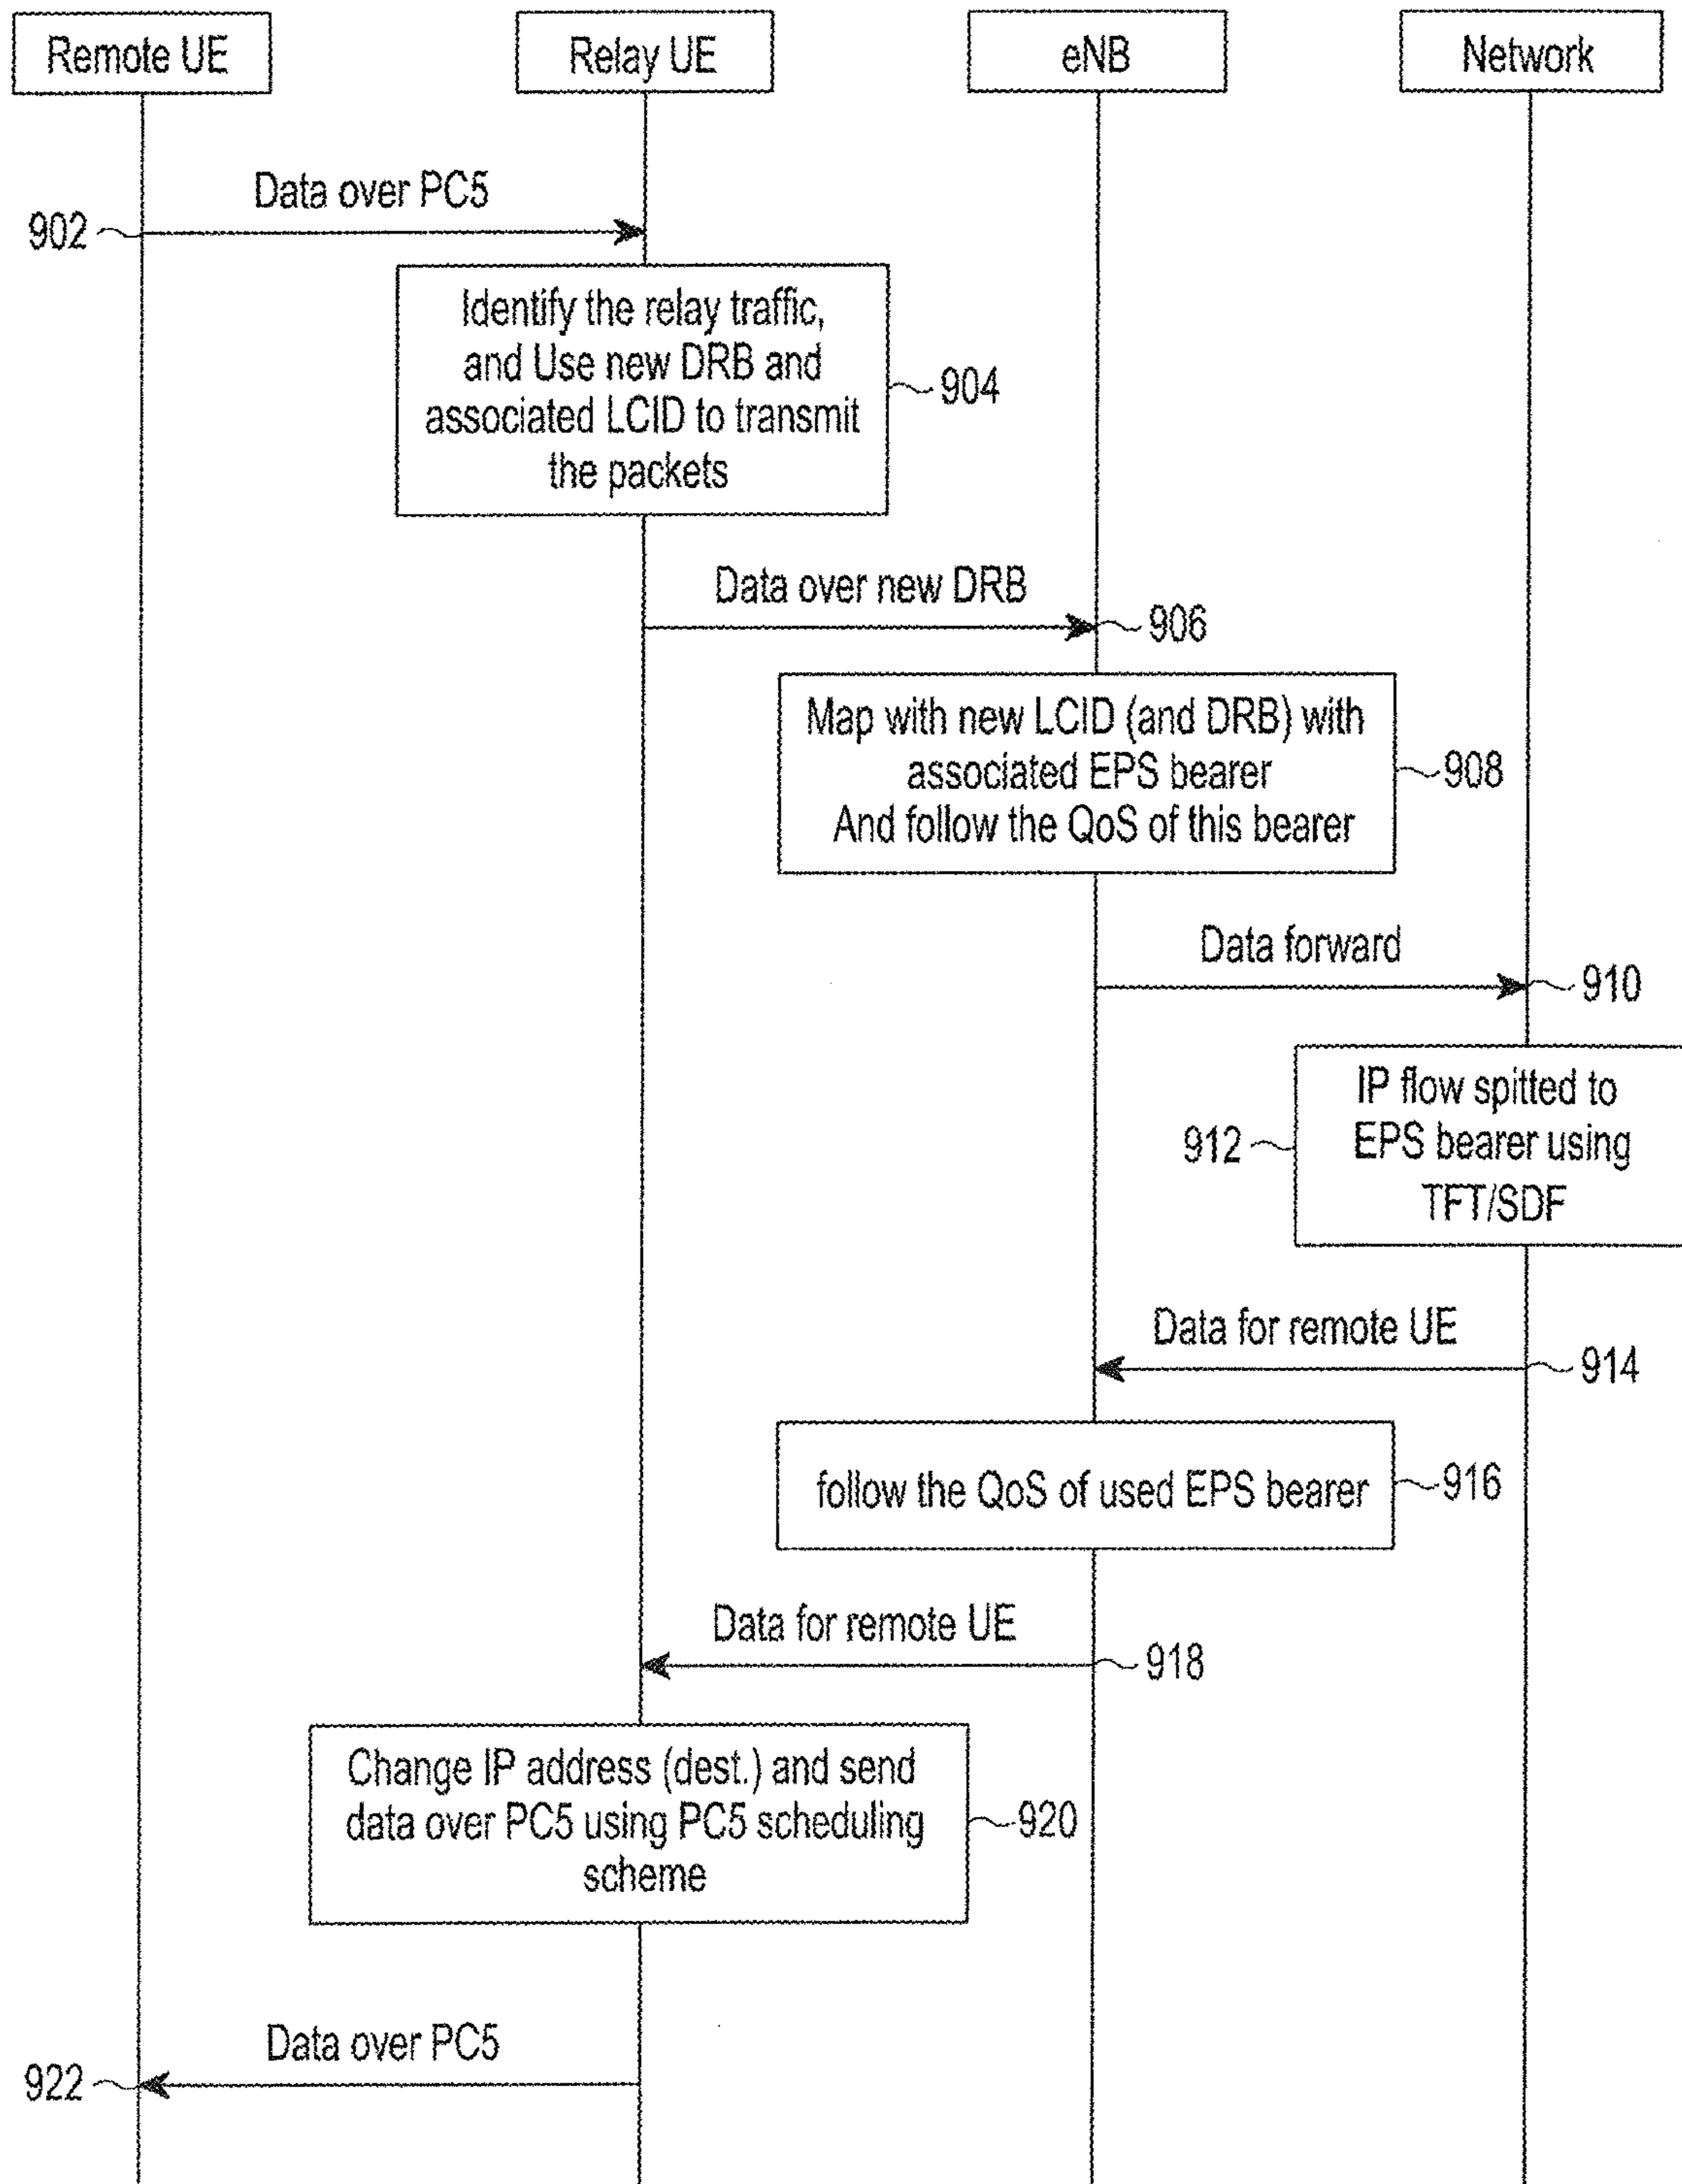 Remote UE
Relay UE
eNB
Network
Data over PC5
902
Identify the relay traffic,
and Use new DRB and
associated LCID to transmit
the packets
904
Data over new DRB
906
Map with new LCID (and DRB) with
associated EPS bearer
And follow the QoS of this bearer
908
Data forward
910
IP flow spitted to
EPS bearer using
TFT/SDF
912
Data for remote UE
914
follow the QoS of used EPS bearer
916
Data for remote UE
918
Change IP address (dest.) and send
data over PC5 using PC5 scheduling
scheme
920
Data over PC5
922